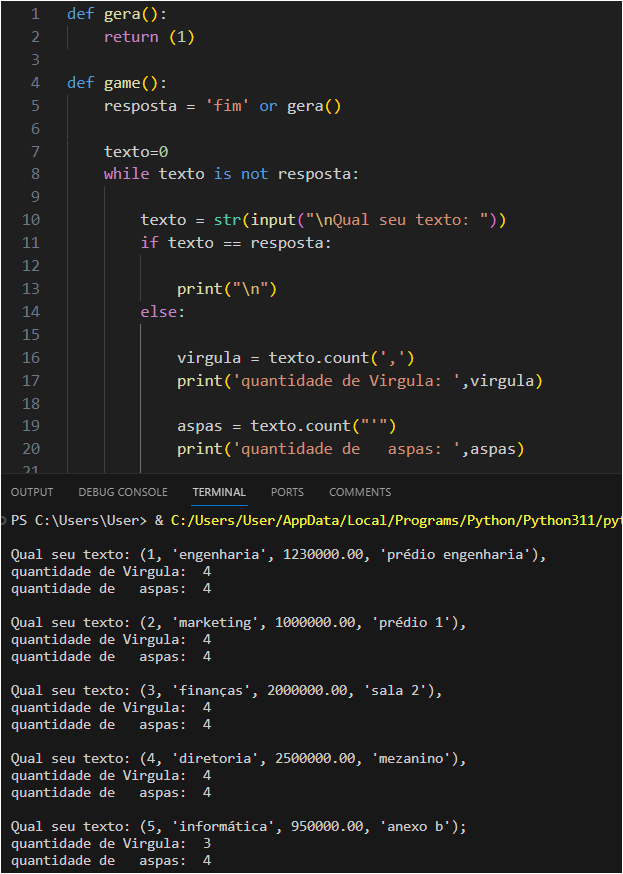 1 def gera():
2     return (1)
3
4 def game():
5     resposta = 'fim' or gera()
6
7     texto=0
8     while texto is not resposta:
9
10         texto = str(input("\nQual seu texto: "))
11         if texto == resposta:
12
13             print("\n")
14         else:
15
16             virgula = texto.count(',')
17             print('quantidade de Virgula: ',virgula)
18
19             aspas = texto.count("'")
20             print('quantidade de   aspas: ',aspas)
21
OUTPUT DEBUG CONSOLE TERMINAL PORTS COMMENTS
PS C:\Users\User> & C:/Users/User/AppData/Local/Programs/Python/Python311/pyt
Qual seu texto: (1, 'engenharia', 1230000.00, 'prédio engenharia'),
quantidade de Virgula:  4
quantidade de   aspas:  4
Qual seu texto: (2, 'marketing', 1000000.00, 'prédio 1'),
quantidade de Virgula:  4
quantidade de   aspas:  4
Qual seu texto: (3, 'finanças', 2000000.00, 'sala 2'),
quantidade de Virgula:  4
quantidade de   aspas:  4
Qual seu texto: (4, 'diretoria', 2500000.00, 'mezanino'),
quantidade de Virgula:  4
quantidade de   aspas:  4
Qual seu texto: (5, 'informática', 950000.00, 'anexo b');
quantidade de Virgula:  3
quantidade de   aspas:  4